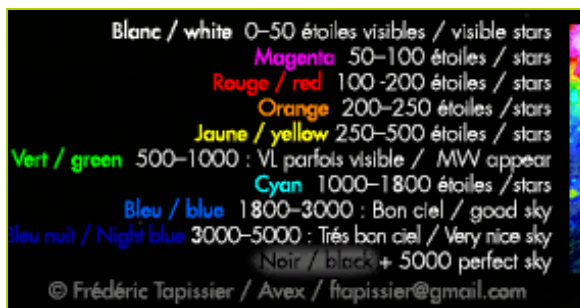 Blanc / white 0–50 étoiles visibles / visible stars
Magenta 50–100 étoiles / stars
Rouge / red 100 -200 étoiles / stars
Orange 200–250 étoiles /stars
Jaune / yellow 250–500 étoiles / stars
Vert / green 500–1000 : VL parfois visible / MW appear
Cyan 1000–1800 étoiles /stars
Bleu / blue 1800–3000 : Bon ciel / good sky
Bleu nuit / Night blue 3000–5000 : Trés bon ciel / Very nice sky
Noir / black + 5000 perfect sky
© Frédéric Tapissier / Avex / ftapissier@gmail.com